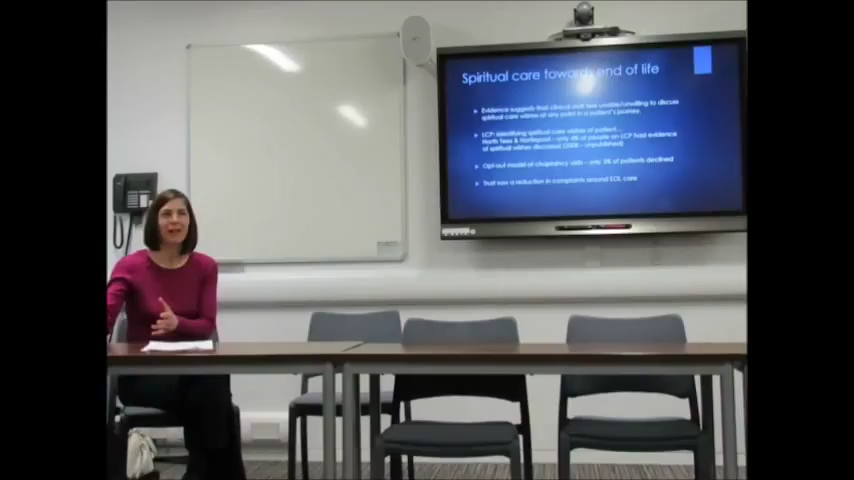 Spiritual care towards end of life
Evidence suggests that clinical staff feel unable/unwilling to discuss
spiritual care wishes at any point in a patient's journey.
LCP: Identifying spiritual care wishes of patient…
North Tees & Hartlepool – only 4% of people on LCP had evidence
of spiritual wishes discussed (2008 - unpublished)
Opt-out model of chaplaincy visits – only 3% of patients declined
Trust saw a reduction in complaints around EOL care